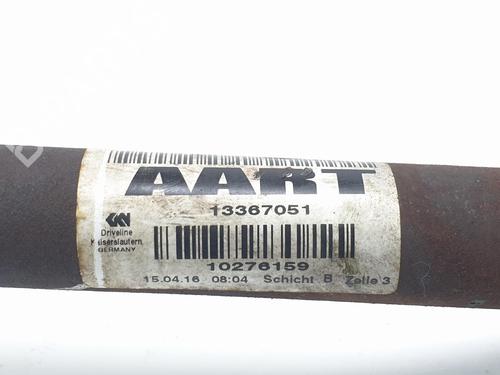 AART
13367051
GKN
Driveline
Kaiserslautern,
GERMANY
10276159
15.04.16 08:04 Schicht B Zelle 3